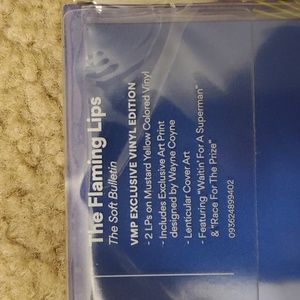 The Flaming Lips
The Soft Bulletin
VMP EXCLUSIVE VINYL EDITION
- 2 LPs on Mustard Yellow Colored Vinyl
- Includes Exclusive Art Print
designed by Wayne Coyne
- Lenticular Cover Art
- Featuring "Waitin' For A Superman"
& "Race For The Prize"
093624899402